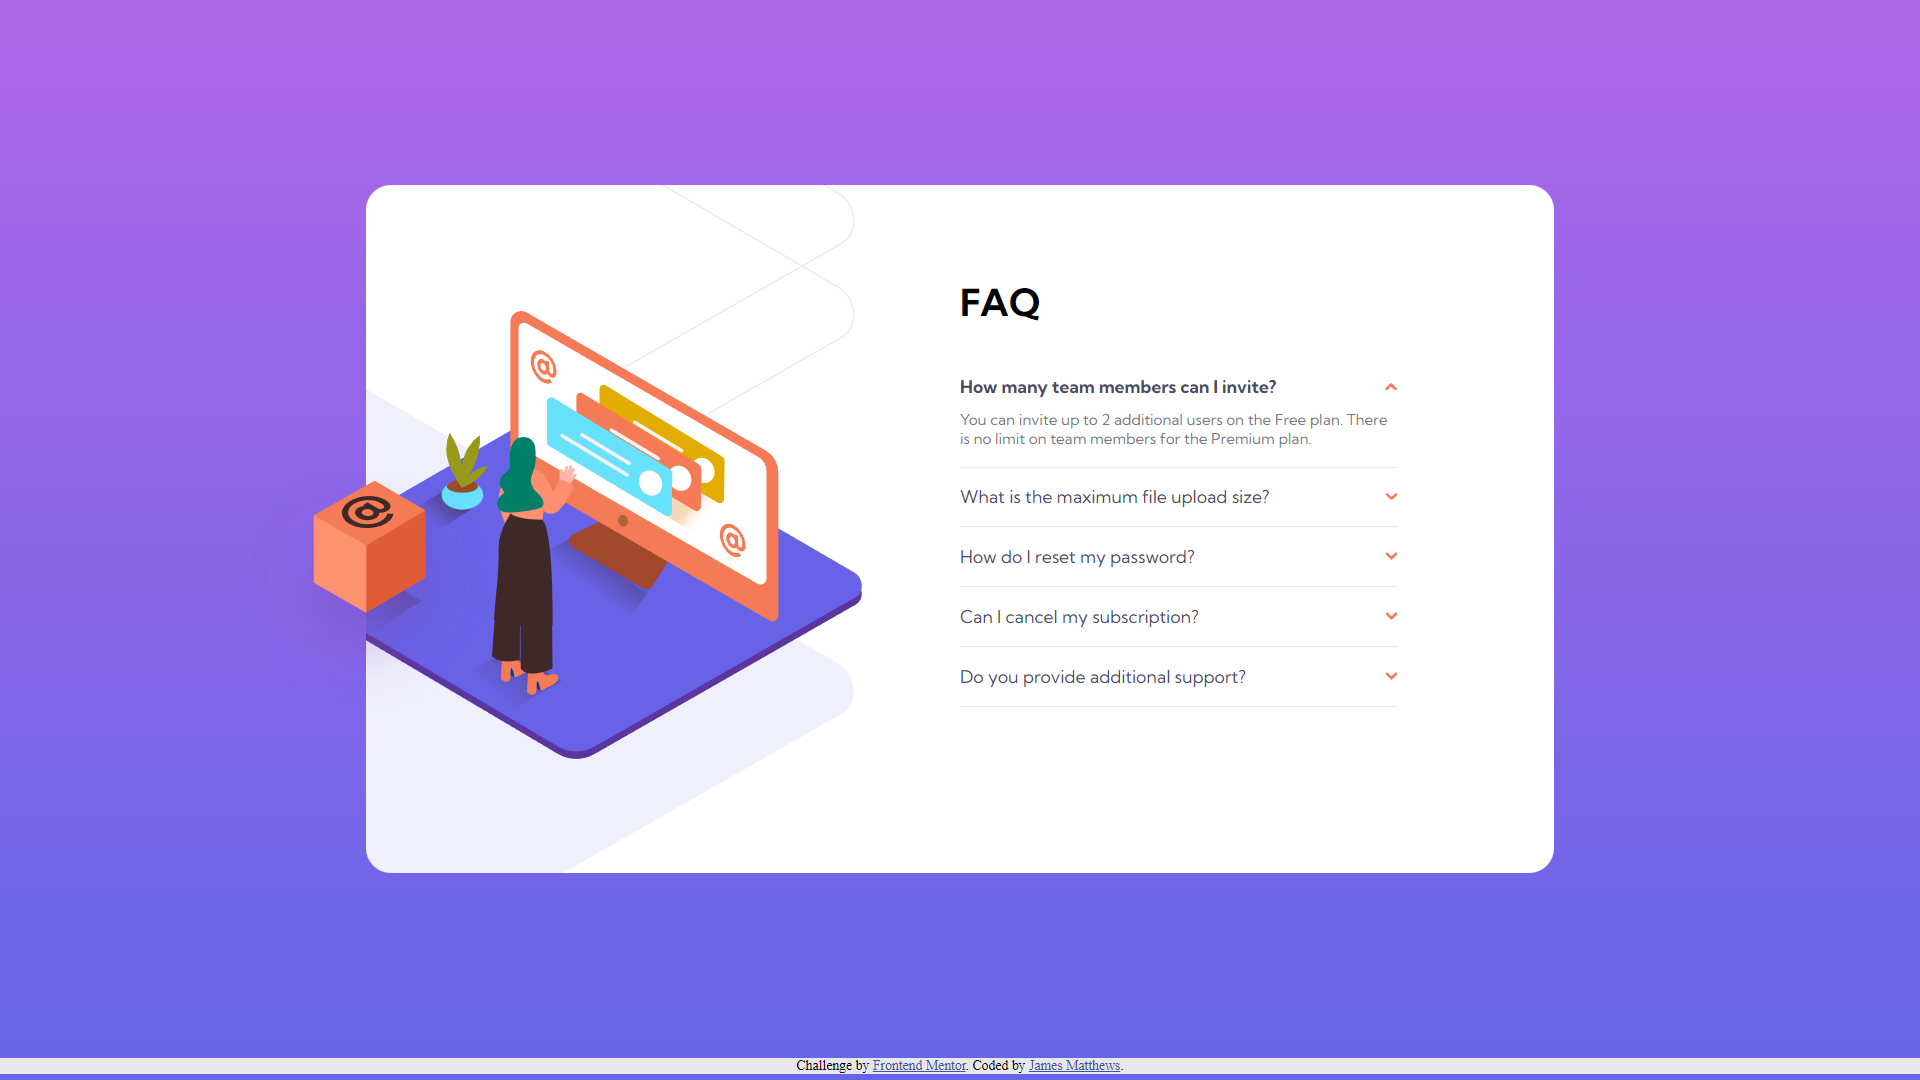 @
@
@
FAQ
How many team members can I invite?
You can invite up to 2 additional users on the Free plan. There
is no limit on team members for the Premium plan.
What is the maximum file upload size?
How do I reset my password?
Can I cancel my subscription?
Do you provide additional support?
Challenge by Frontend Mentor. Coded by James Matthews.